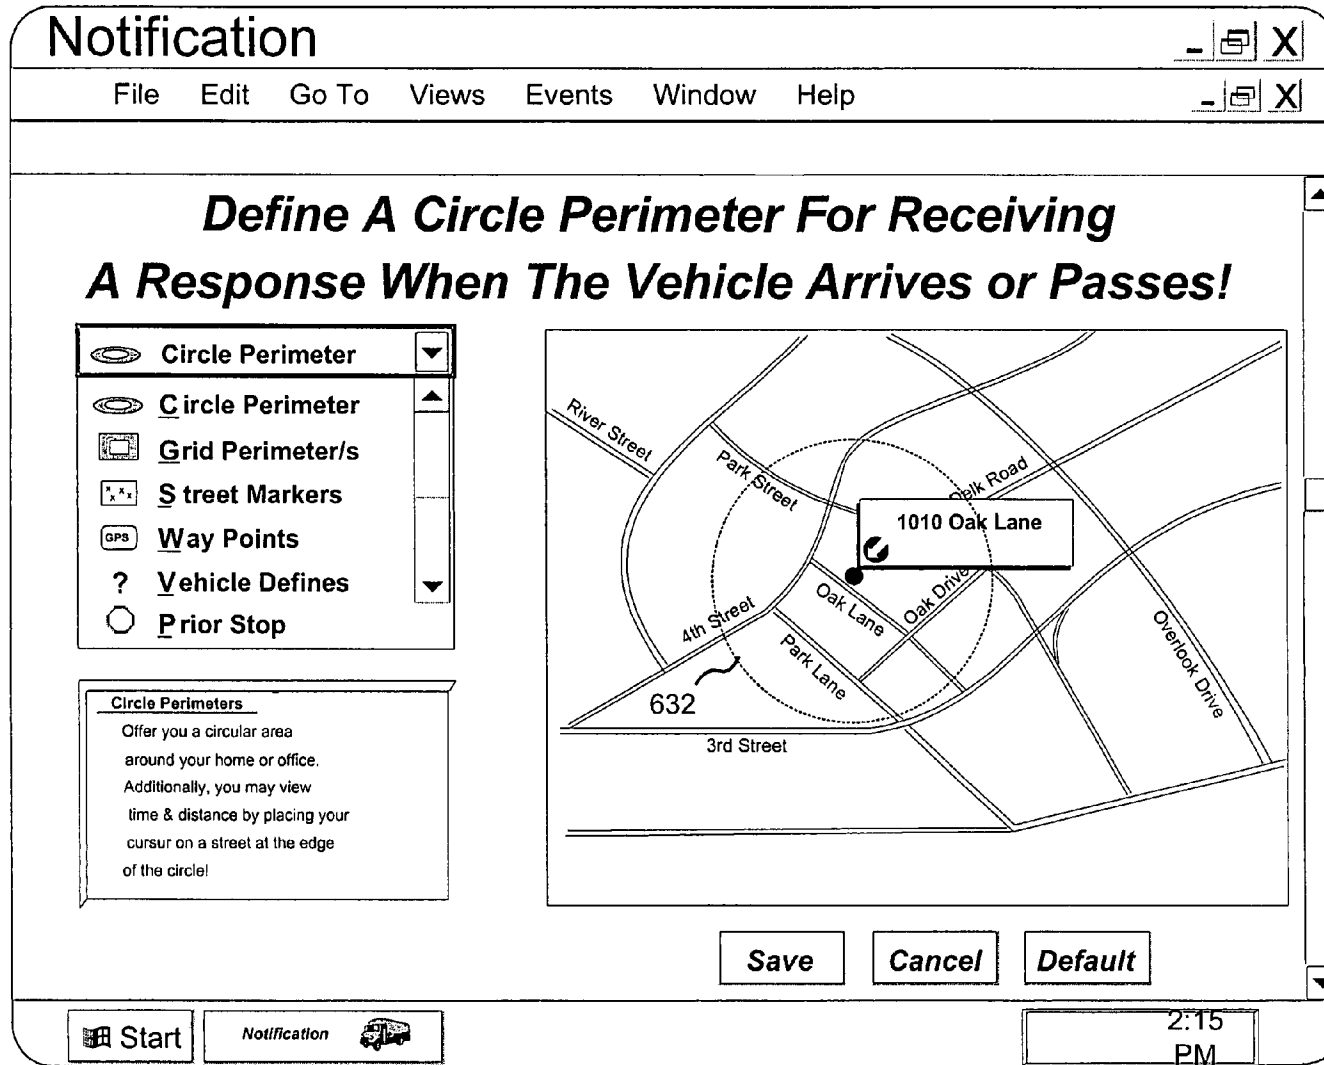 Notification
File Edit Go To Views Events Window Help
Define A Circle Perimeter For Receiving
A Response When The Vehicle Arrives or Passes!
Circle Perimeter
Circle Perimeter
Grid Perimeter/s
Street Markers
GPS Way Points
? Vehicle Defines
Prior Stop
Circle Perimeters
Offer you a circular area
around your home or office.
Additionally, you may view
time & distance by placing your
cursur on a street at the edge
of the circle!
River Street
Park Street
Delk Road
1010 Oak Lane
Oak Lane
Oak Drive
4th Street
Park Lane
Overlook Drive
632
3rd Street
Save Cancel Default
Start
Notification
2:15
PM